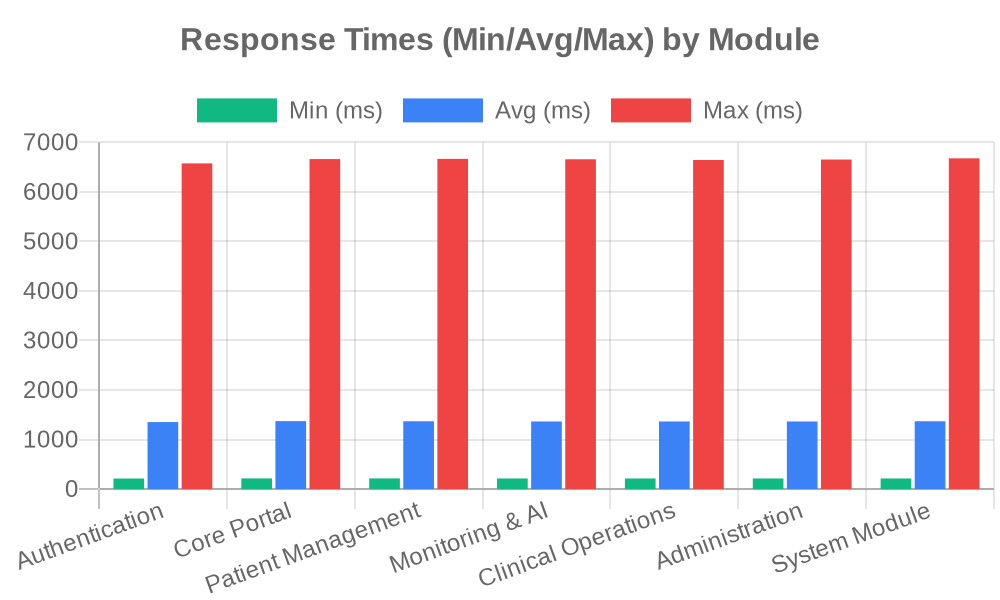 Response Times (Min/Avg/Max) by Module
Min (ms) Avg (ms) Max (ms)
7000
6000
5000
4000
3000
2000
1000
0
Authentication
Core Portal
Patient Management
Monitoring & AI
Clinical Operations
Administration
System Module